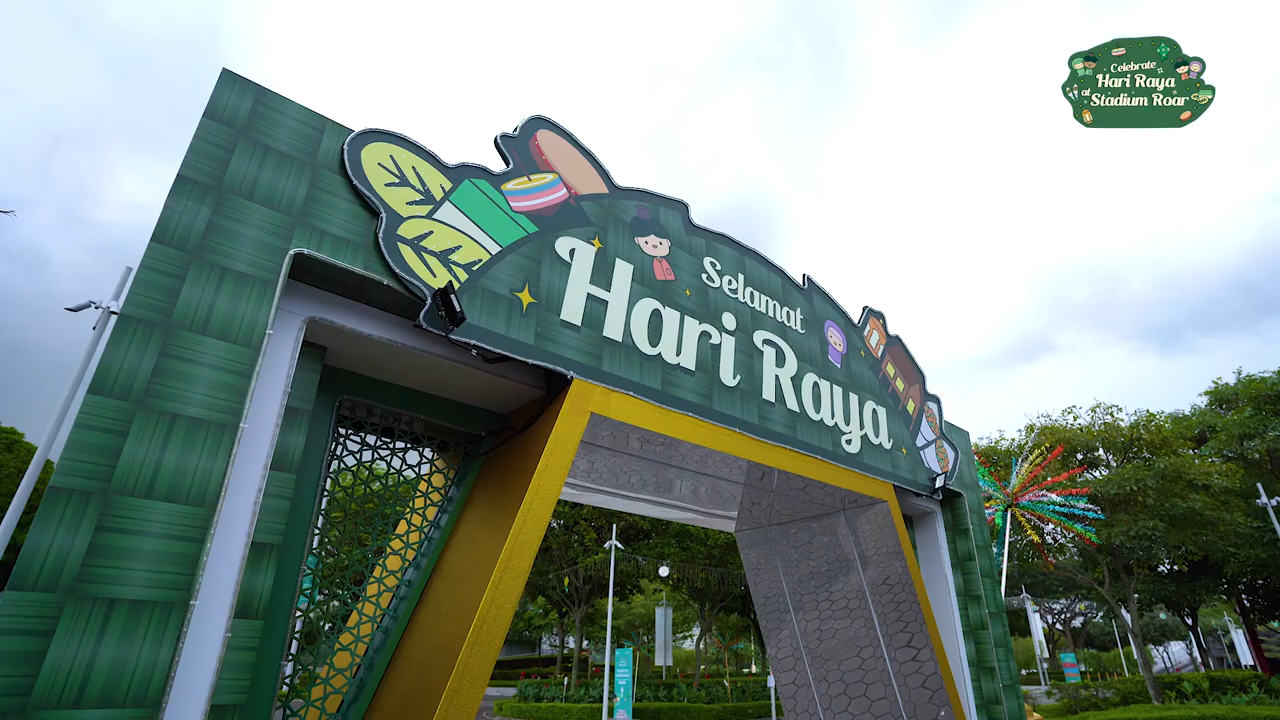 Celebrate
Hari Raya
at Stadium Roar
Selamat
Hari Raya